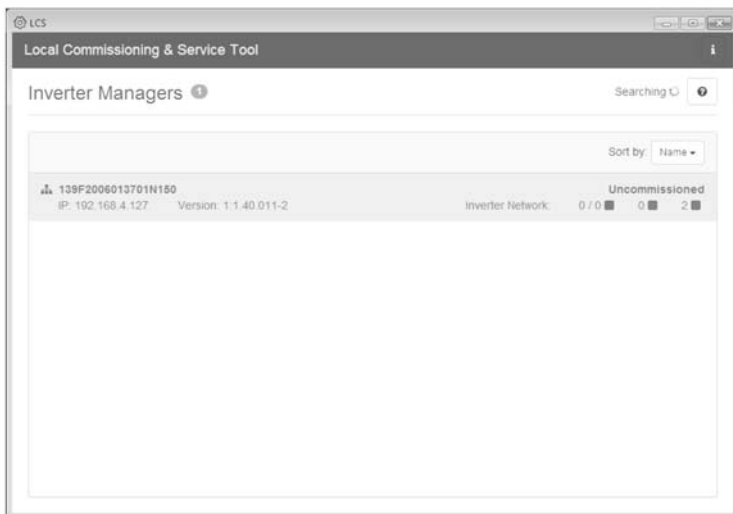 LCS
Local Commissioning & Service Tool
Inverter Managers 1
Searching
Sort by: Name
139F2006013701N150 Uncommissioned
IP: 192.168.4.127 Version: 1.1.40.011-2 Inverter Network: 0 / 0 0 2